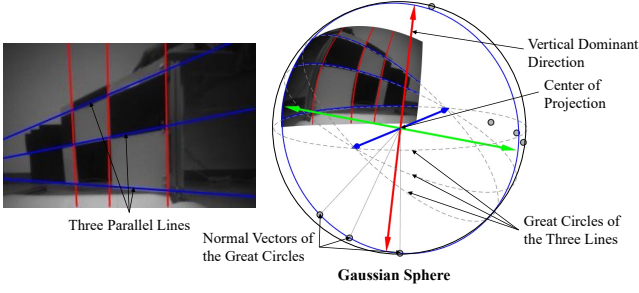 Vertical Dominant
Direction
Center of
Projection
Three Parallel Lines
Normal Vectors of
the Great Circles
Great Circles of
the Three Lines
Gaussian Sphere